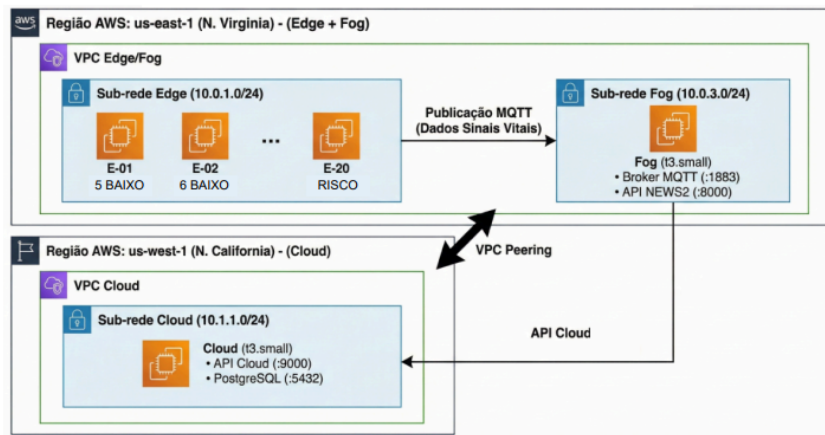 aws
Região AWS: us-east-1 (N. Virginia) - (Edge + Fog)
VPC Edge/Fog
Sub-rede Edge (10.0.1.0/24)
E-01
5 BAIXO
E-02
6 BAIXO
...
E-20
RISCO
Publicação MQTT
(Dados Sinais Vitais)
Sub-rede Fog (10.0.3.0/24)
Fog (t3.small)
• Broker MQTT (:1883)
• API NEWS2 (:8000)
VPC Peering
Região AWS: us-west-1 (N. California) - (Cloud)
VPC Cloud
Sub-rede Cloud (10.1.1.0/24)
Cloud (t3.small)
• API Cloud (:9000)
• PostgreSQL (:5432)
API Cloud